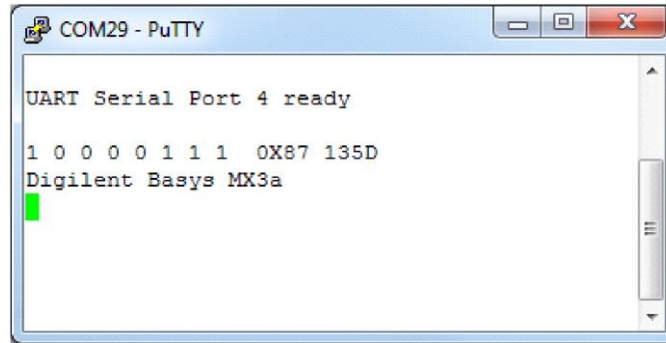 COM29 - PuTTY
UART Serial Port 4 ready
1 0 0 0 0 1 1 1  0X87 135D
Digilent Basys MX3a